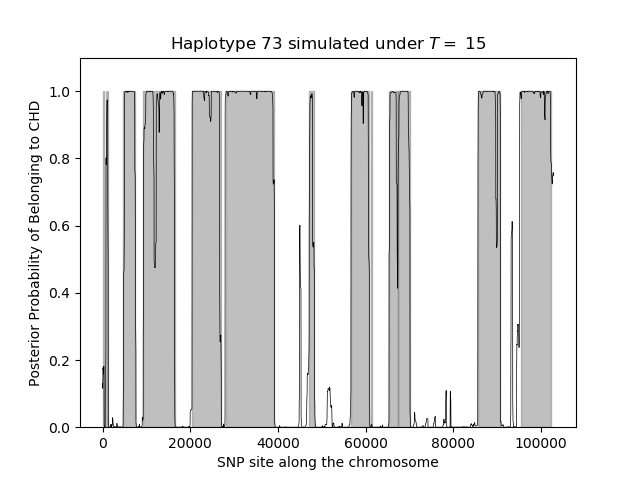 Haplotype 73 simulated under T = 15
Posterior Probability of Belonging to CHD
1.0
0.8
0.6
0.4
0.2
0.0
0 20000 40000 60000 80000 100000
SNP site along the chromosome